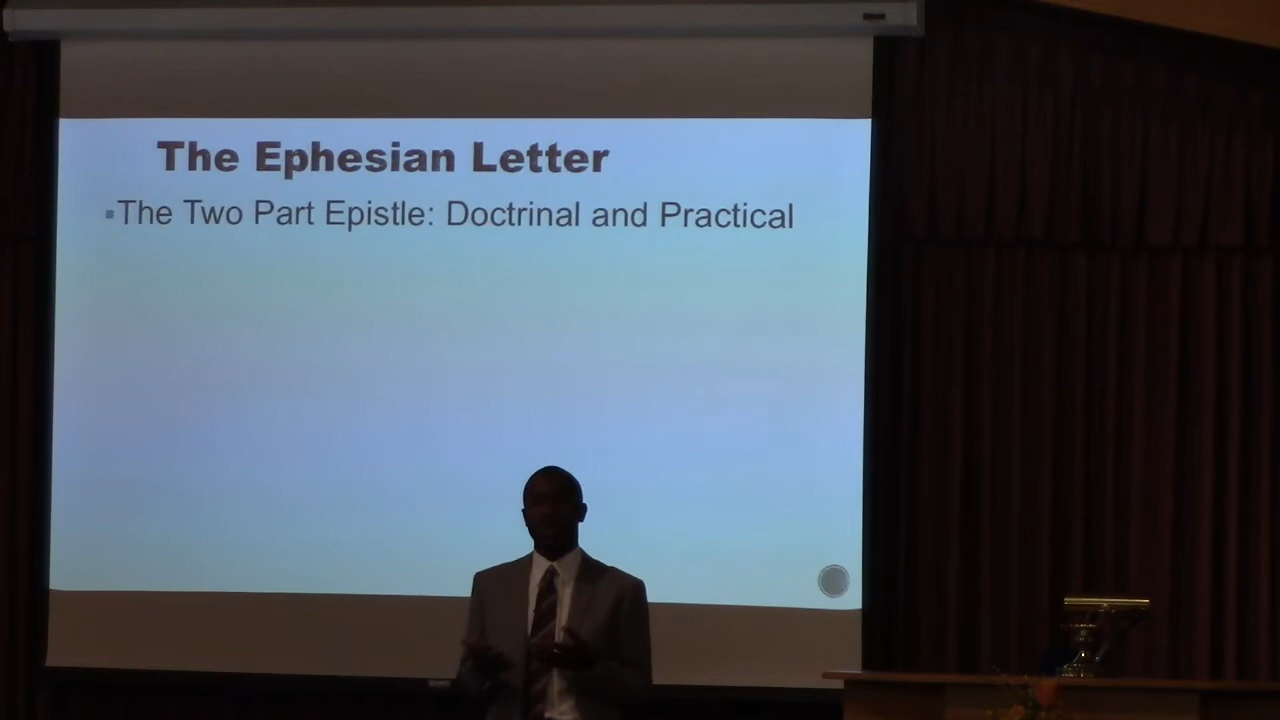 The Ephesian Letter
▪The Two Part Epistle: Doctrinal and Practical